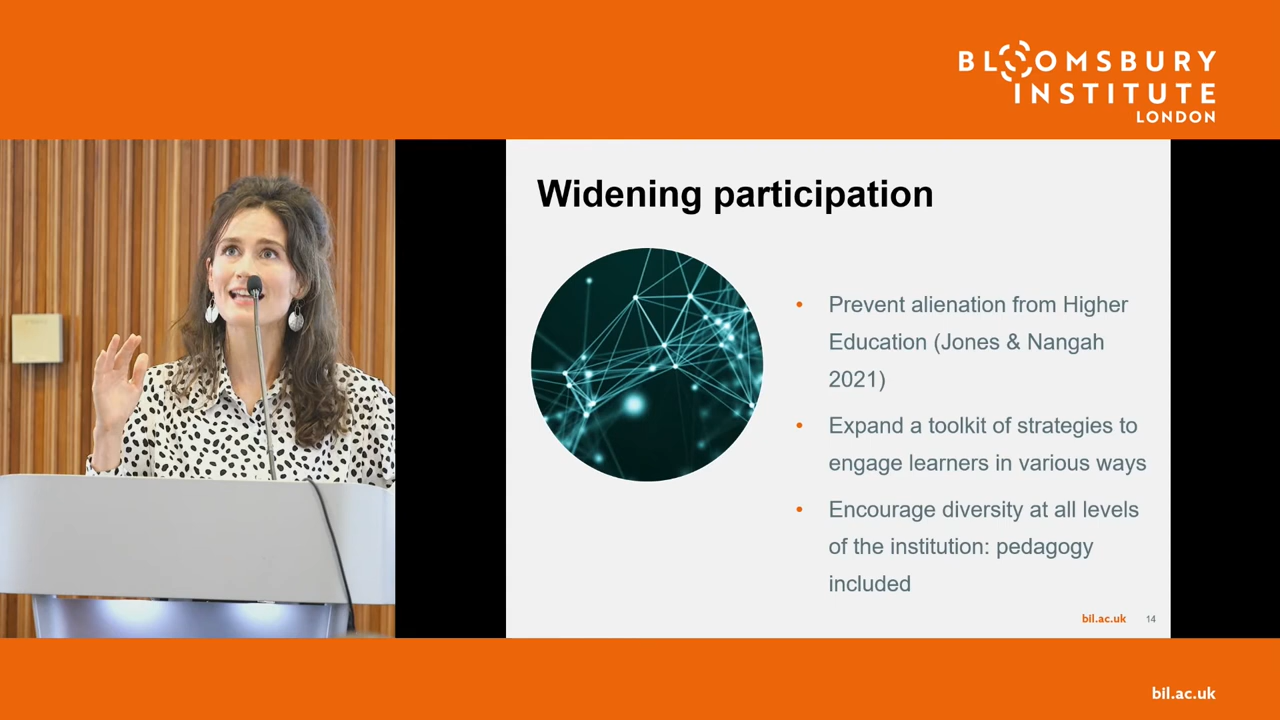 BLOOMSBURY
INSTITUTE
LONDON
Widening participation
• Prevent alienation from Higher
Education (Jones & Nangah
2021)
• Expand a toolkit of strategies to
engage learners in various ways
• Encourage diversity at all levels
of the institution: pedagogy
included
bil.ac.uk 14
bil.ac.uk